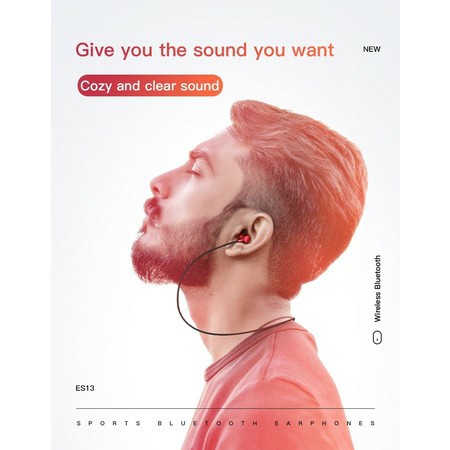 Give you the sound you want
NEW
Cozy and clear sound
Wireless Bluetooth
ES13
SPORTS BLUETOOTH EARPHONES